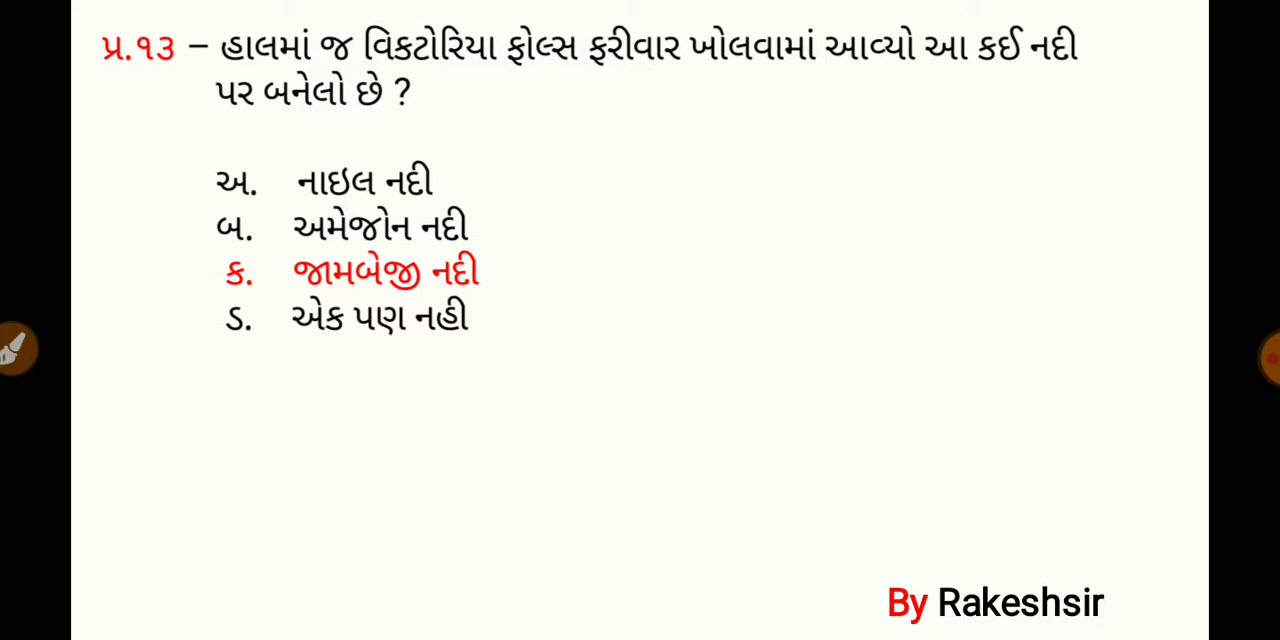 પ્ર.૧૩ – હાલમાં જ વિકટોરિયા ફોલ્સ ફરીવાર ખોલવામાં આવ્યો આ કઈ નદી
પર બનેલો છે ?
અ. નાઇલ નદી
બ. અમેજોન નદી
ક. જામબેજી નદી
ડ. એક પણ નહી
By Rakeshsir